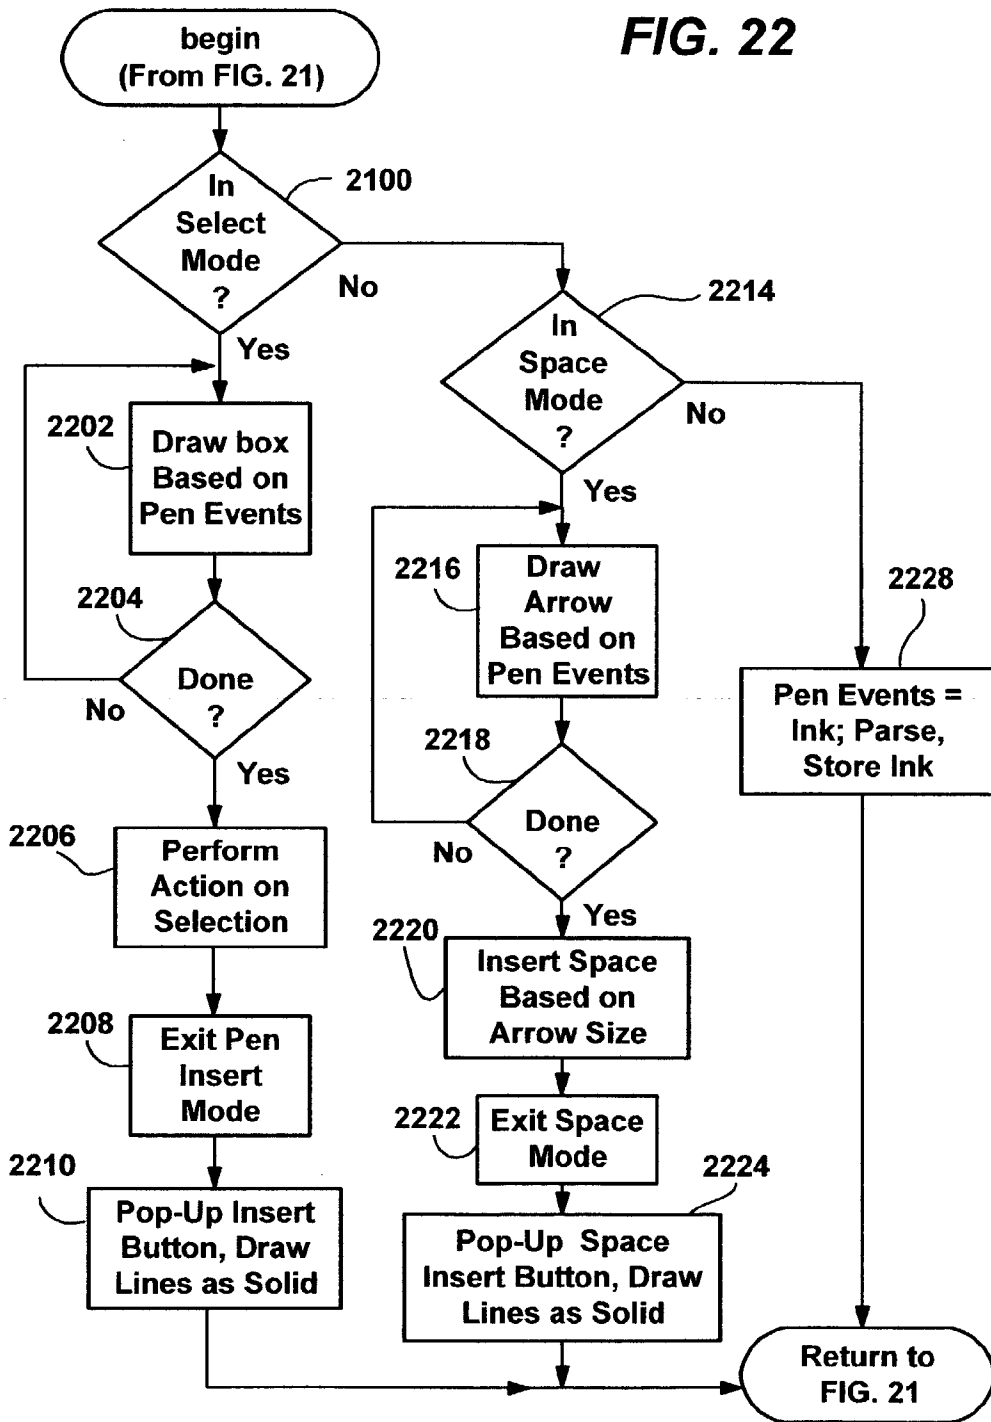 FIG. 22
begin
(From FIG. 21)
2100
In
Select
Mode
?
No
Yes
2202
Draw box
Based on
Pen Events
2204
Done
?
No
Yes
2206
Perform
Action on
Selection
2208
Exit Pen
Insert
Mode
2210
Pop-Up Insert
Button, Draw
Lines as Solid
2214
In
Space
Mode
?
No
Yes
2216
Draw
Arrow
Based on
Pen Events
2218
Done
?
No
Yes
2220
Insert Space
Based on
Arrow Size
2222
Exit Space
Mode
2224
Pop-Up Space
Insert Button, Draw
Lines as Solid
2228
Pen Events =
Ink; Parse,
Store Ink
Return to
FIG. 21